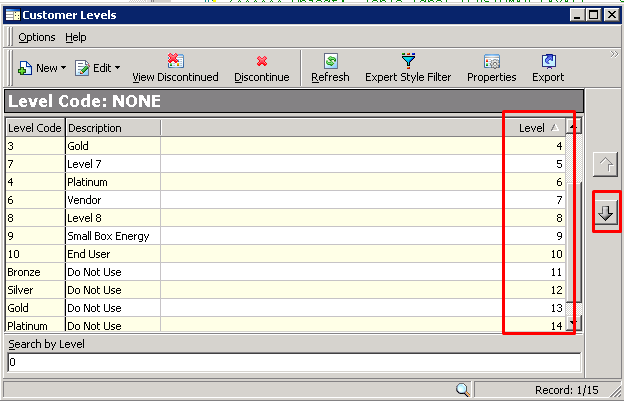 Customer Levels
Options Help
New Edit View Discontinued Discontinue Refresh Expert Style Filter Properties Export
Level Code: NONE
Level Code Description Level
3 Gold 4
7 Level 7 5
4 Platinum 6
6 Vendor 7
8 Level 8 8
9 Small Box Energy 9
10 End User 10
Bronze Do Not Use 11
Silver Do Not Use 12
Gold Do Not Use 13
Platinum Do Not Use 14
Search by Level
0
Record: 1/15